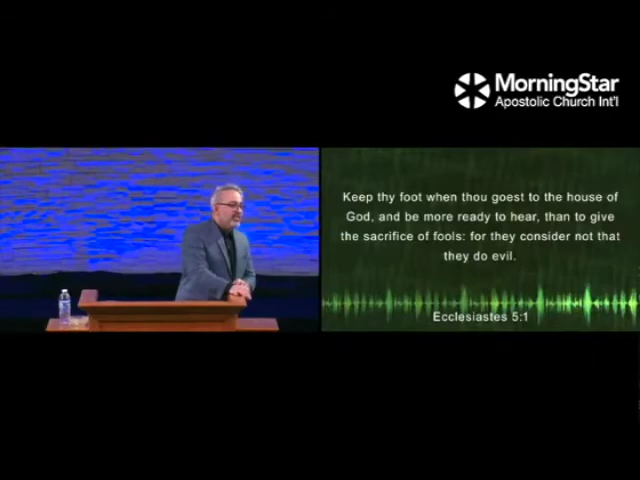 MorningStar
Apostolic Church Int'l
Keep thy foot when thou goest to the house of
God, and be more ready to hear, than to give
the sacrifice of fools: for they consider not that
they do evil.
Ecclesiastes 5:1